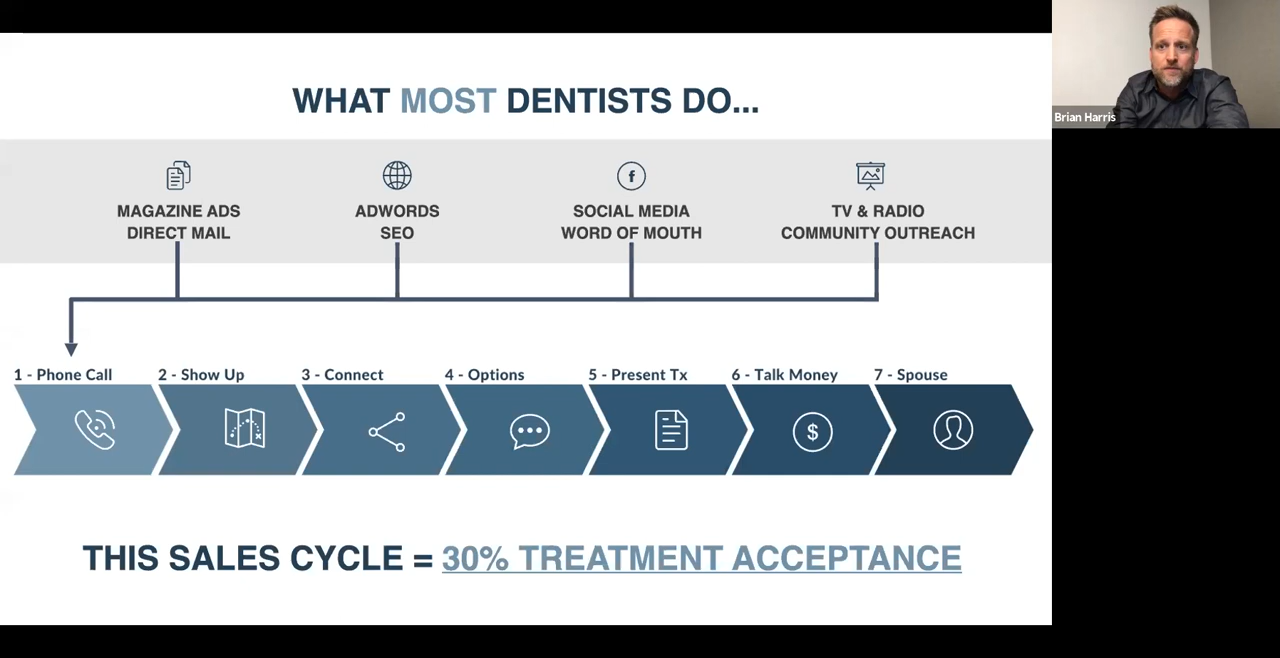 WHAT MOST DENTISTS DO...
Brian Harris
MAGAZINE ADS
DIRECT MAIL
ADWORDS
SEO
f
SOCIAL MEDIA
WORD OF MOUTH
TV & RADIO
COMMUNITY OUTREACH
1 - Phone Call
2 - Show Up
3 - Connect
4 - Options
5 - Present Tx
6 - Talk Money
7 - Spouse
$
THIS SALES CYCLE = 30% TREATMENT ACCEPTANCE